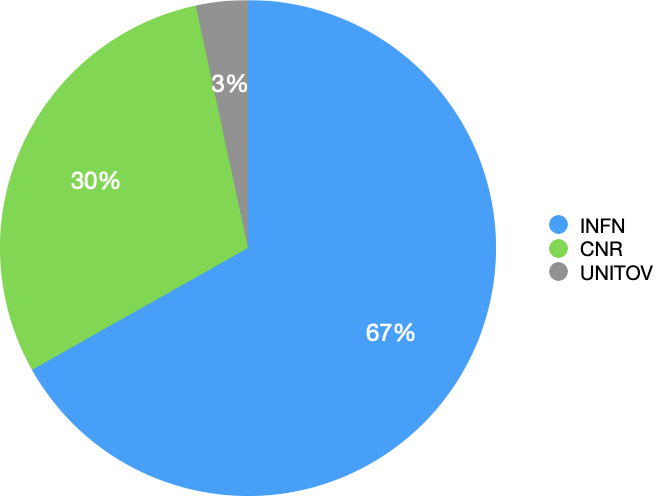 3%
30%
67%
INFN
CNR
UNITOV